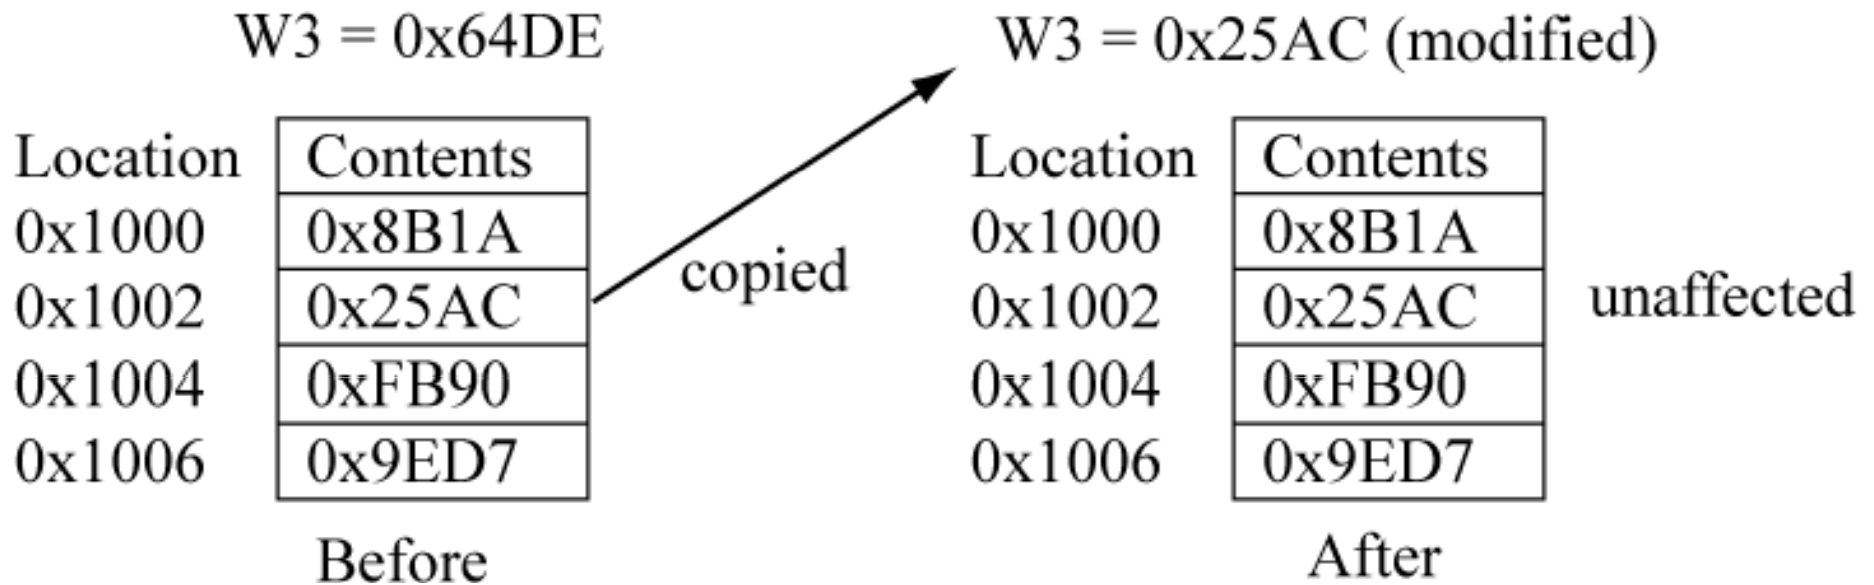 W3 = 0x64DE
Location Contents
0x1000 0x8B1A
0x1002 0x25AC
0x1004 0xFB90
0x1006 0x9ED7
Before
copied
W3 = 0x25AC (modified)
Location Contents
0x1000 0x8B1A
0x1002 0x25AC
unaffected
0x1004 0xFB90
0x1006 0x9ED7
After